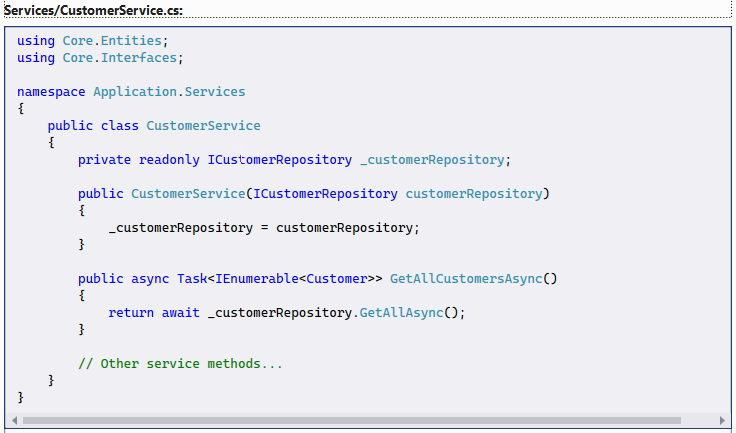 Services/CustomerService.cs:
using Core.Entities;
using Core.Interfaces;
namespace Application.Services
{
    public class CustomerService
    {
        private readonly ICustomerRepository _customerRepository;
        public CustomerService(ICustomerRepository customerRepository)
        {
            _customerRepository = customerRepository;
        }
        public async Task<IEnumerable<Customer>> GetAllCustomersAsync()
        {
            return await _customerRepository.GetAllAsync();
        }
        // Other service methods...
    }
}